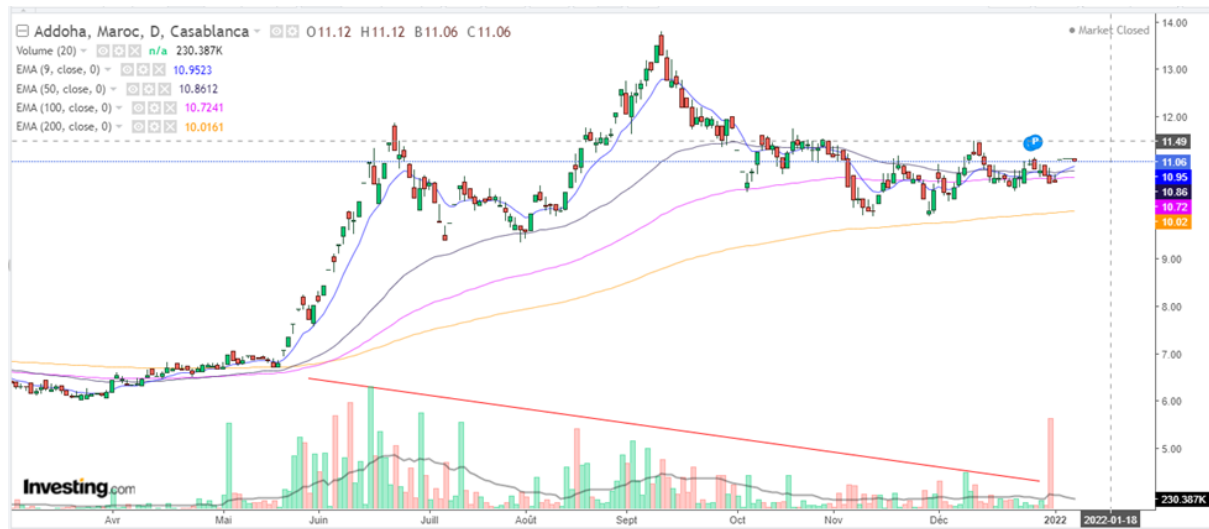 Addoha, Maroc, D, Casablanca O11.12 H11.12 B11.06 C11.06
Market Closed
Volume (20) n/a 230.387K
EMA (9, close, 0) 10.9523
EMA (50, close, 0) 10.8612
EMA (100, close, 0) 10.7241
EMA (200, close, 0) 10.0161
P
14.00
13.00
12.00
11.49
11.06
10.95
10.86
10.72
10.02
9.00
8.00
7.00
6.00
5.00
230.387K
Investing.com
Avr Mai Juin Juill Août Sept Oct Nov Déc 2022 2022-01-18